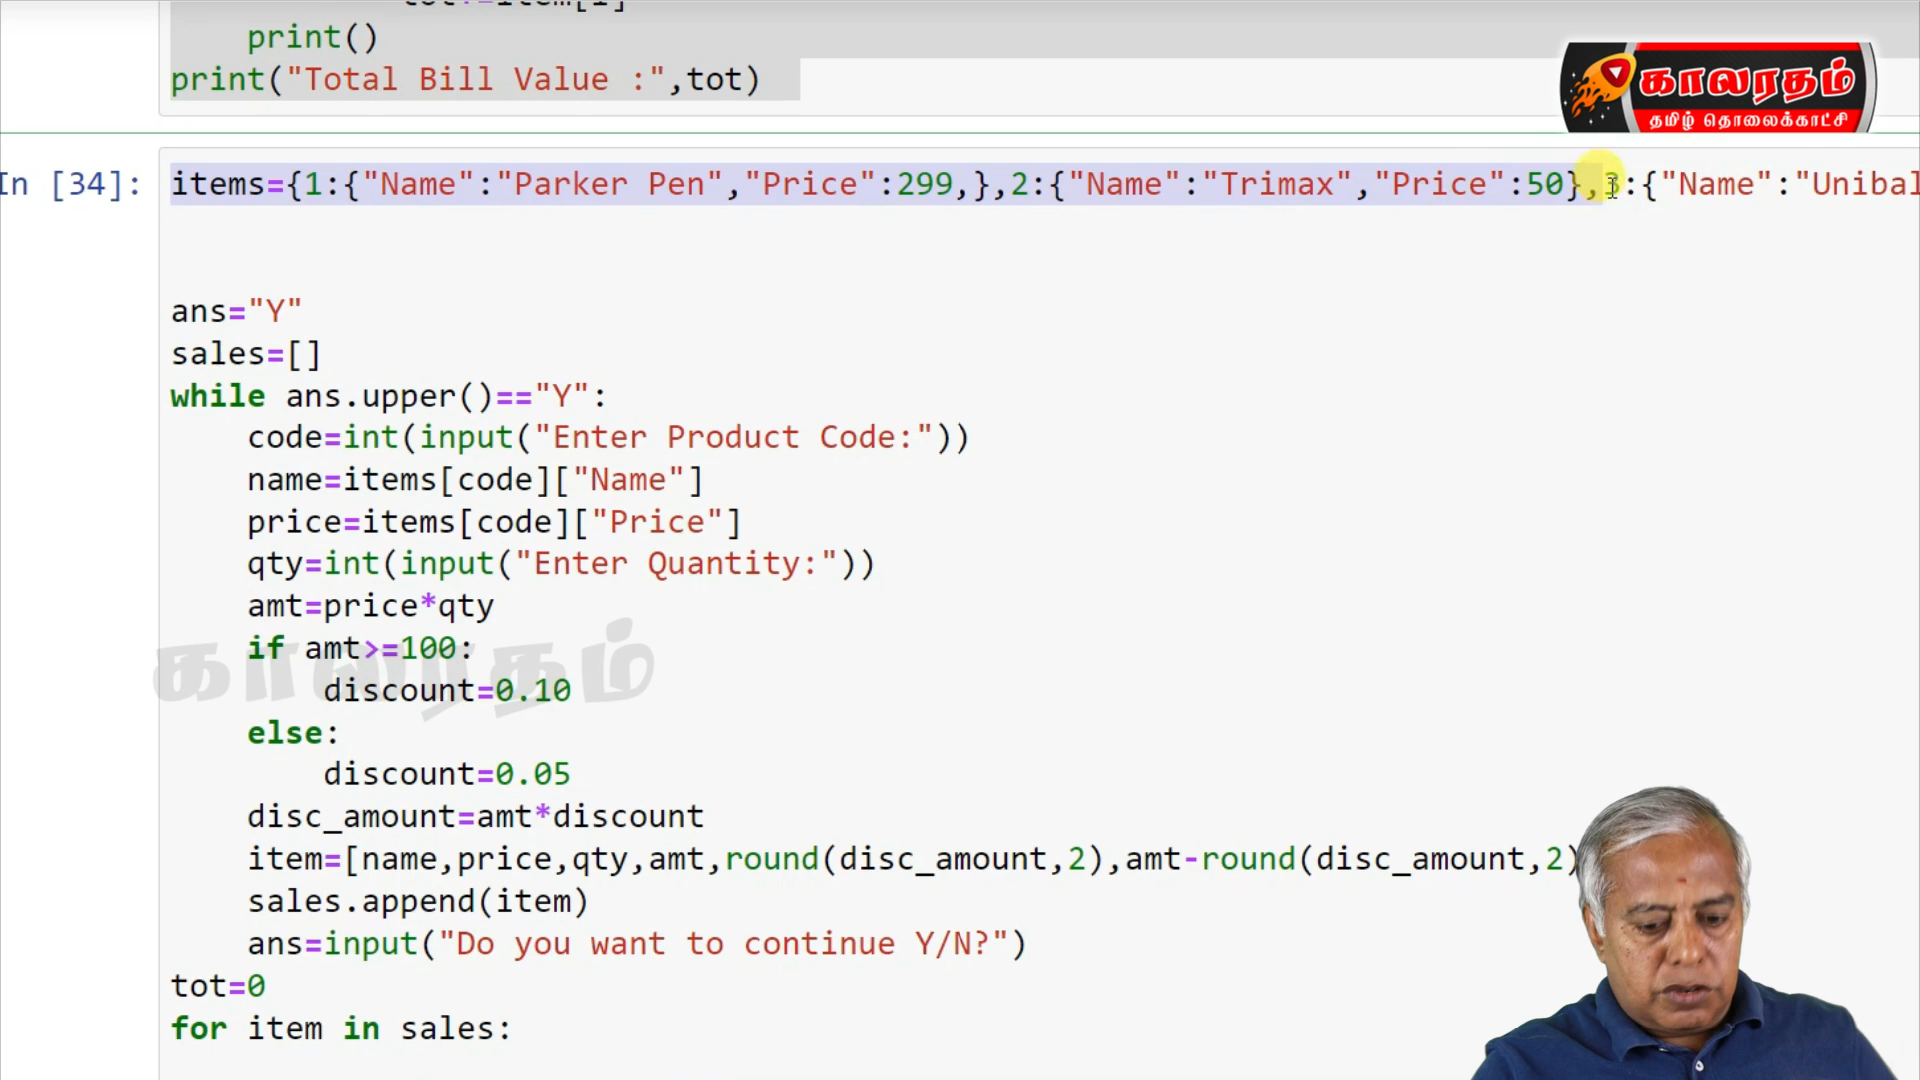 print()
print("Total Bill Value :",tot)
காலரதம்
தமிழ் தொலைக்காட்சி
In [34]: items={1:{"Name":"Parker Pen","Price":299,},2:{"Name":"Trimax","Price":50},3:{"Name":"Unibal
ans="Y"
sales=[]
while ans.upper()=="Y":
    code=int(input("Enter Product Code:"))
    name=items[code]["Name"]
    price=items[code]["Price"]
    qty=int(input("Enter Quantity:"))
    amt=price*qty
    if amt>=100:
        discount=0.10
    else:
        discount=0.05
    disc_amount=amt*discount
    item=[name,price,qty,amt,round(disc_amount,2),amt-round(disc_amount,2)
    sales.append(item)
    ans=input("Do you want to continue Y/N?")
tot=0
for item in sales:
காலரதம்